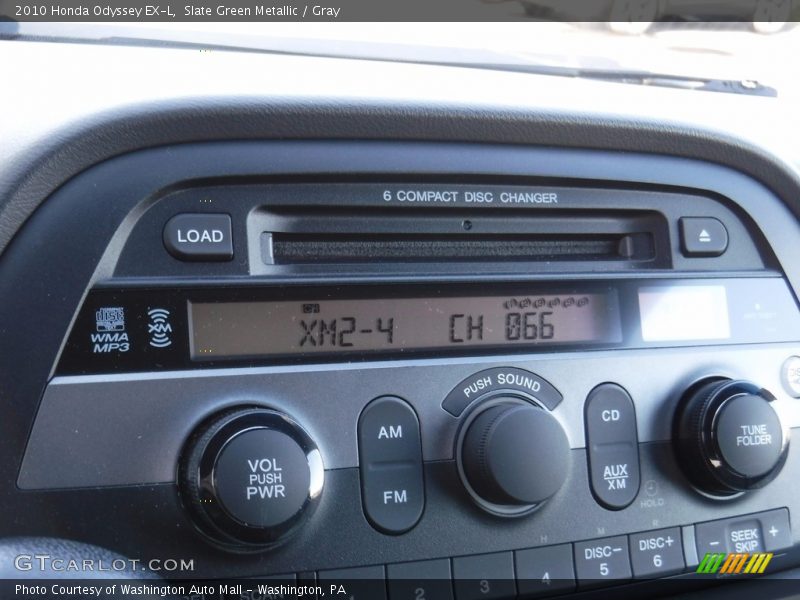 2010 Honda Odyssey EX-L,  Slate Green Metallic / Gray
6 COMPACT DISC CHANGER
LOAD
WMA
MP3
XM
XM2-4 CH 066
PUSH SOUND
VOL
PUSH
PWR
AM
FM
CD
AUX
XM
TUNE
FOLDER
HOLD
1
2
3
4
DISC-
5
DISC+
6
-
SEEK
SKIP
+
GTCARLOT.COM
Photo Courtesy of Washington Auto Mall - Washington, PA